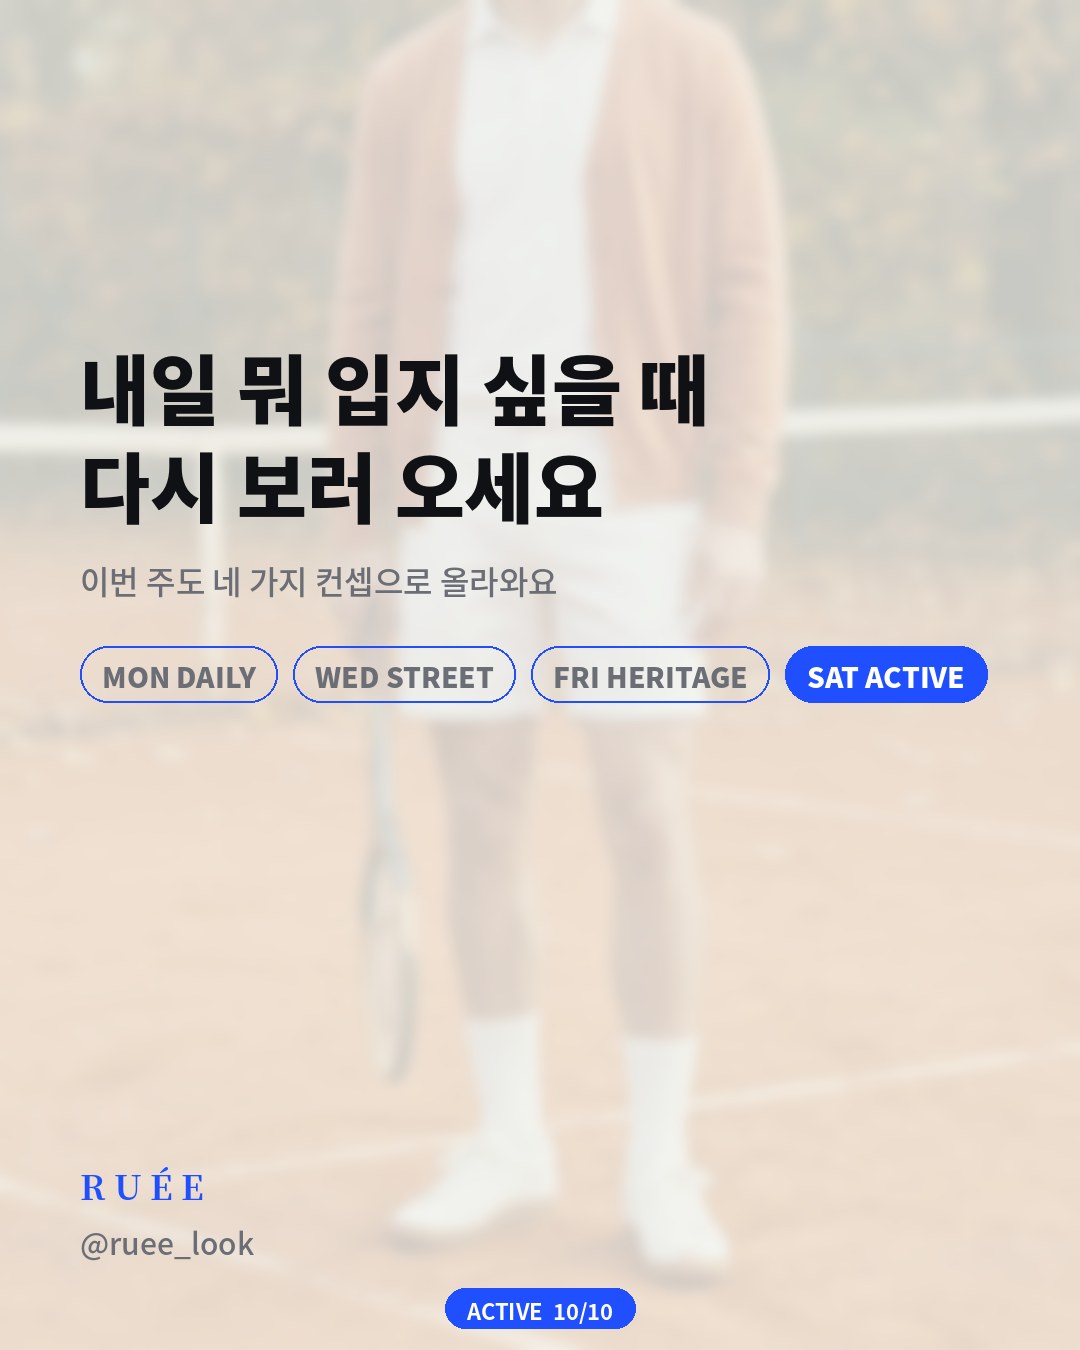 내일 뭐 입지 싶을 때
다시 보러 오세요
이번 주도 네 가지 컨셉으로 올라와요
MON DAILY WED STREET FRI HERITAGE SAT ACTIVE
RUÉE
@ruee_look
ACTIVE 10/10